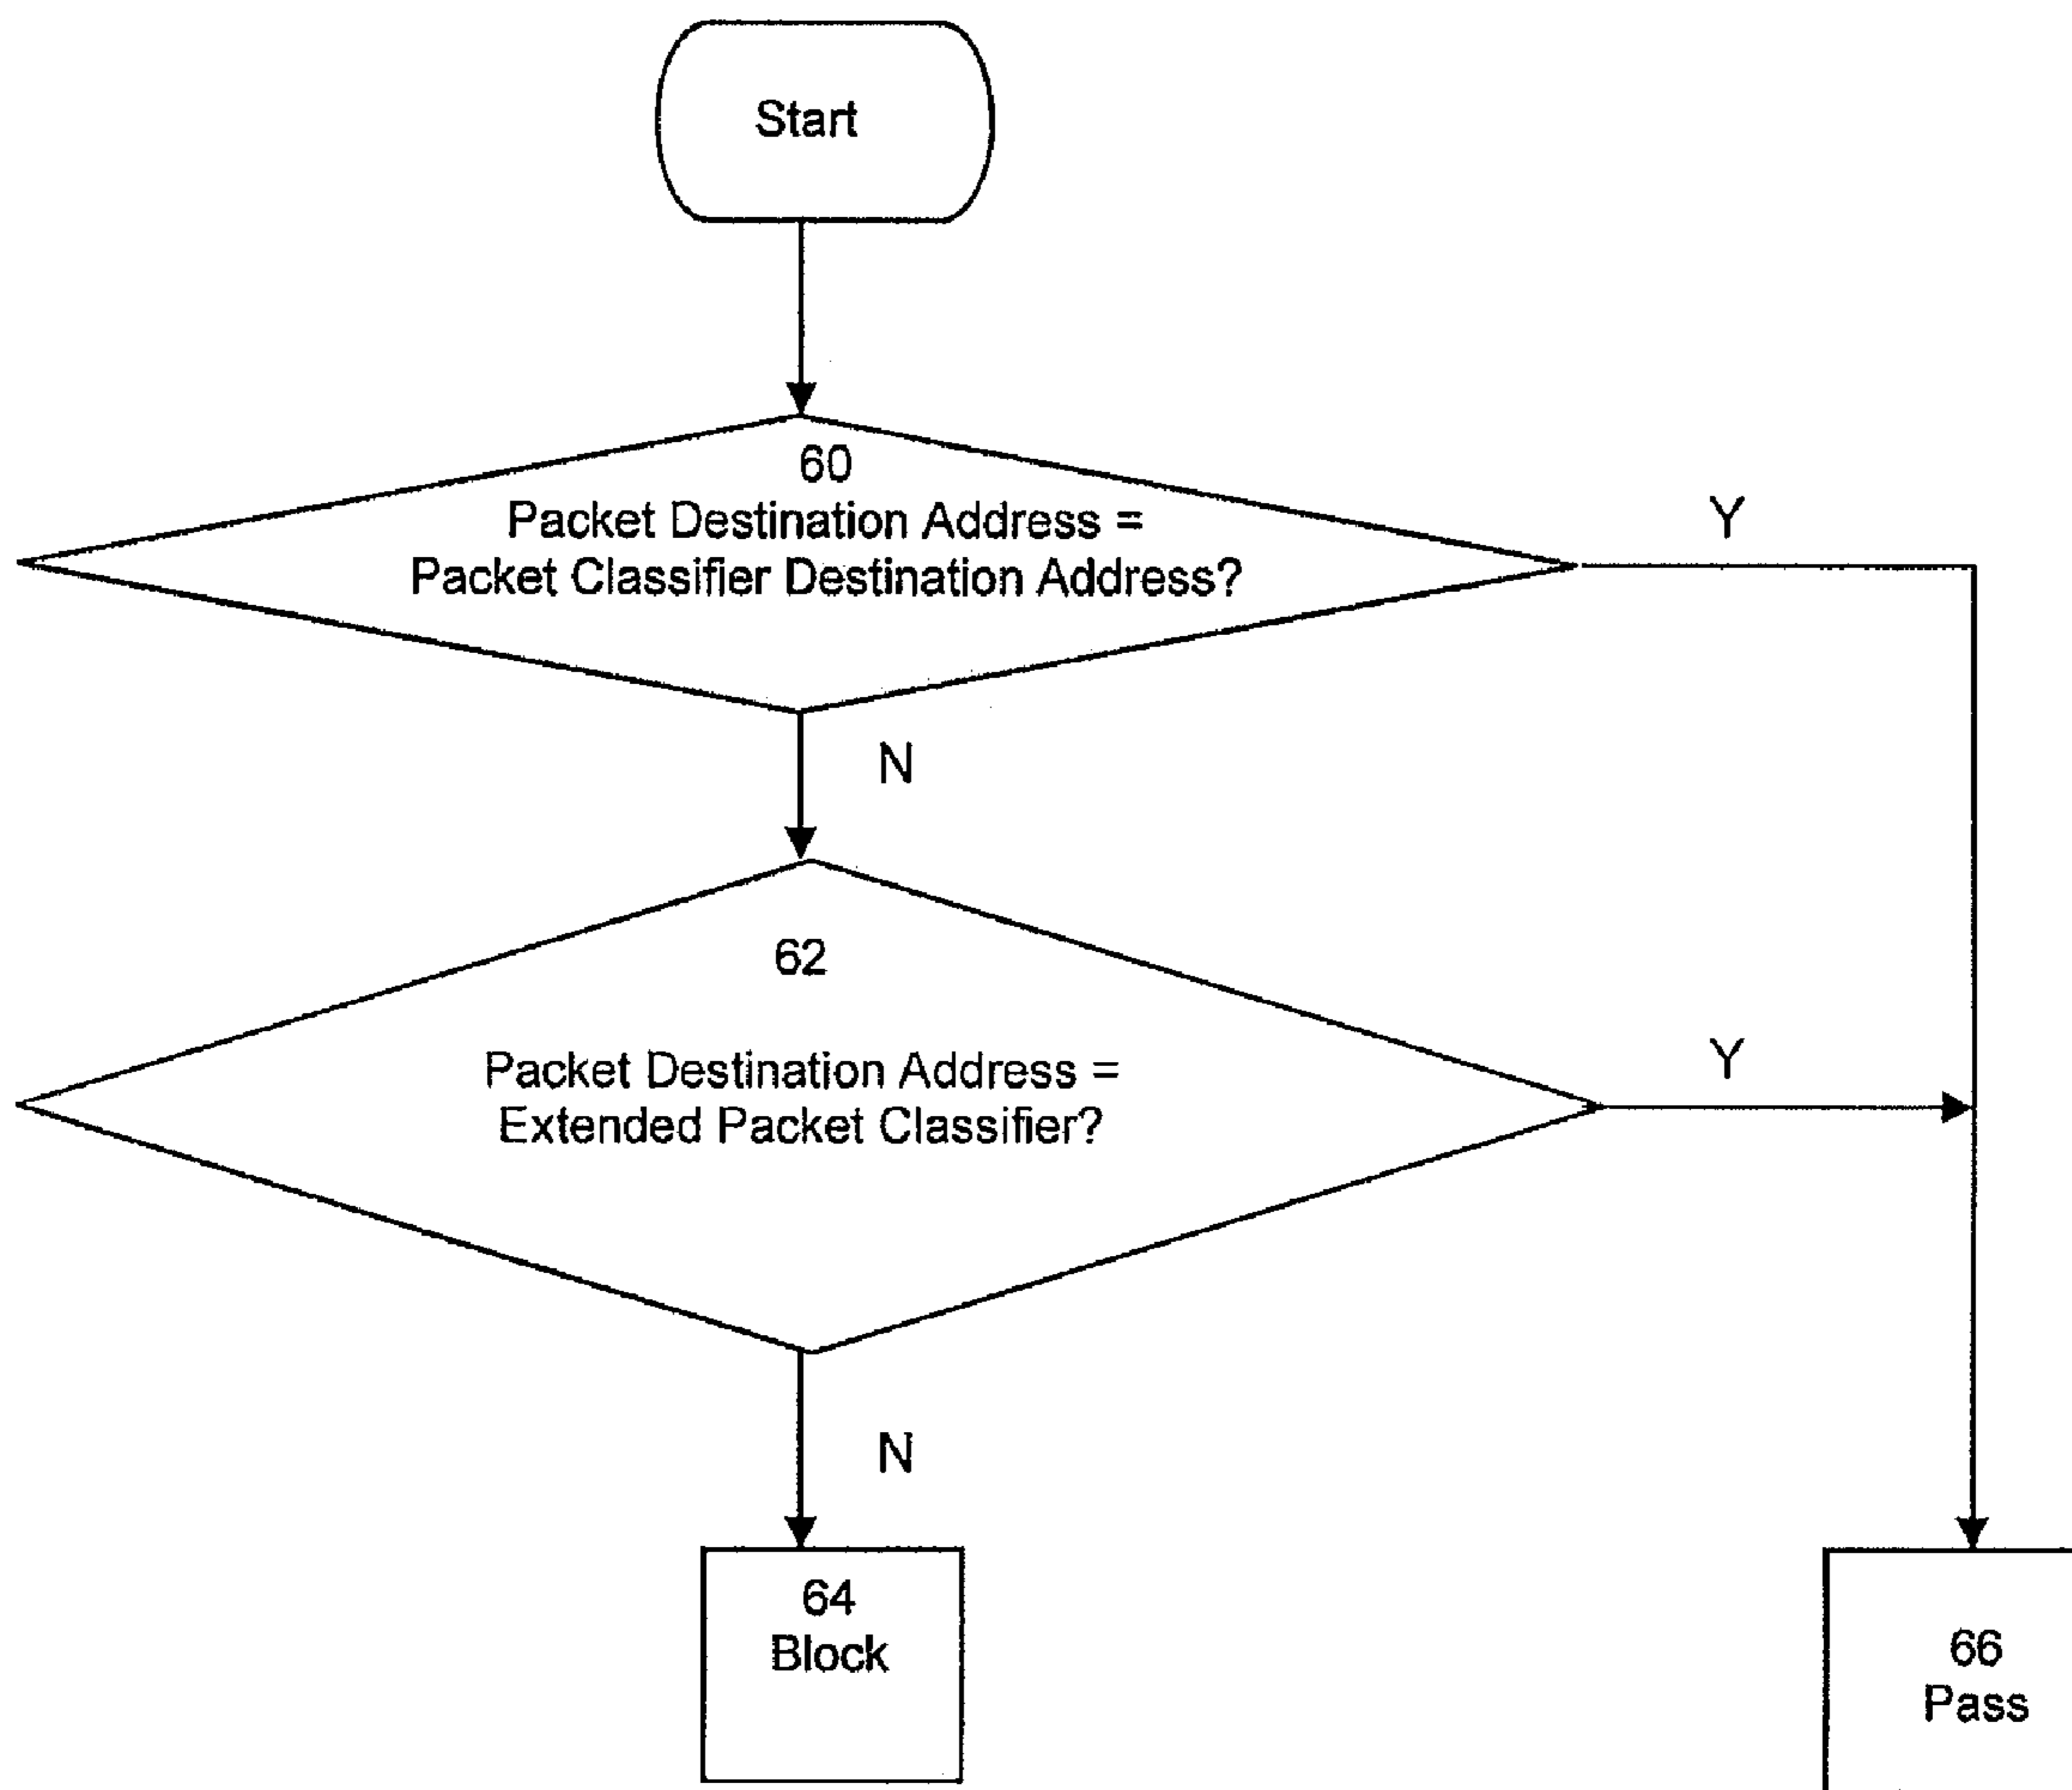 Start
60
Packet Destination Address =
Packet Classifier Destination Address?
Y
N
62
Packet Destination Address =
Extended Packet Classifier?
Y
N
64
Block
66
Pass